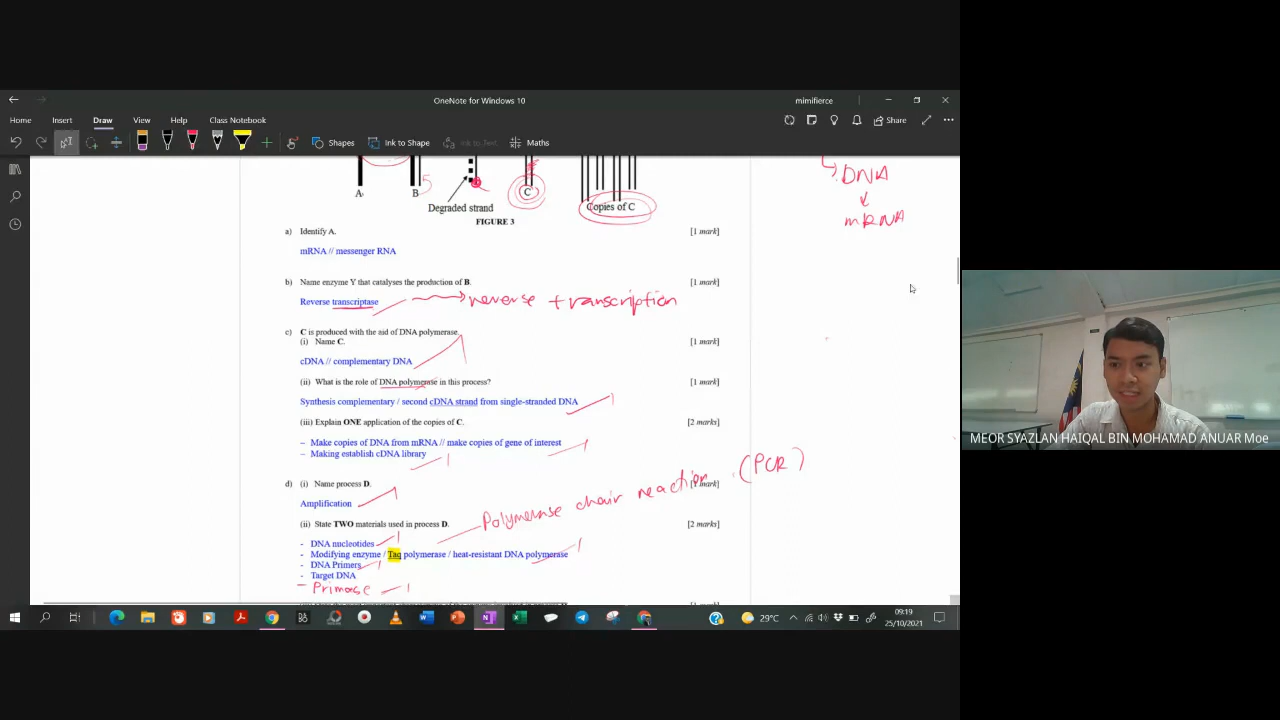 OneNote for Windows 10
mimifierce
Home Insert Draw View Help Class Notebook
Share
Shapes Ink to Shape Ink to Text Maths
DNA
mRNA
A B 5 C
Degraded strand
Copies of C
FIGURE 3
a) Identify A. [1 mark]
mRNA // messenger RNA
b) Name enzyme Y that catalyses the production of B. [1 mark]
Reverse transcriptase reverse transcription
c) C is produced with the aid of DNA polymerase.
(i) Name C. [1 mark]
cDNA // complementary DNA
(ii) What is the role of DNA polymerase in this process? [1 mark]
Synthesis complementary / second cDNA strand from single-stranded DNA
(iii) Explain ONE application of the copies of C. [2 marks]
– Make copies of DNA from mRNA // make copies of gene of interest
– Making establish cDNA library
d) (i) Name process D. [1 mark]
Amplification
Polymerase chair reaction (PCR)
(ii) State TWO materials used in process D. [2 marks]
- DNA nucleotides
- Modifying enzyme / Taq polymerase / heat-resistant DNA polymerase
- DNA Primers
- Target DNA
– Primase
MEOR SYAZLAN HAIQAL BIN MOHAMAD ANUAR Moe
29°C
09:19
25/10/2021